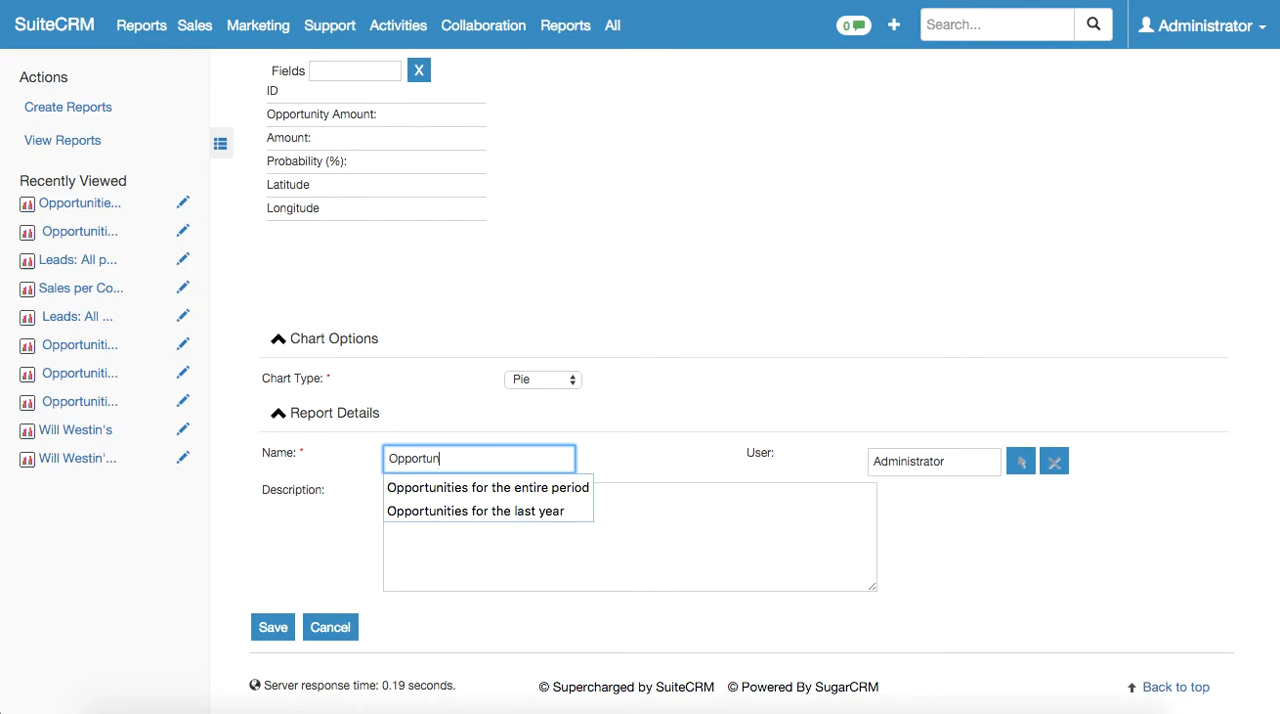 SuiteCRM Reports Sales Marketing Support Activities Collaboration Reports All 0 Search... Administrator
Actions
Create Reports
View Reports
Recently Viewed
Opportunitie...
Opportuniti...
Leads: All p...
Sales per Co...
Leads: All ...
Opportuniti...
Opportuniti...
Opportuniti...
Will Westin's
Will Westin'...
Fields X
ID
Opportunity Amount:
Amount:
Probability (%):
Latitude
Longitude
Chart Options
Chart Type: * Pie
Report Details
Name: * Opportun User: Administrator
Opportunities for the entire period
Opportunities for the last year
Description:
Save Cancel
Server response time: 0.19 seconds. © Supercharged by SuiteCRM © Powered By SugarCRM Back to top